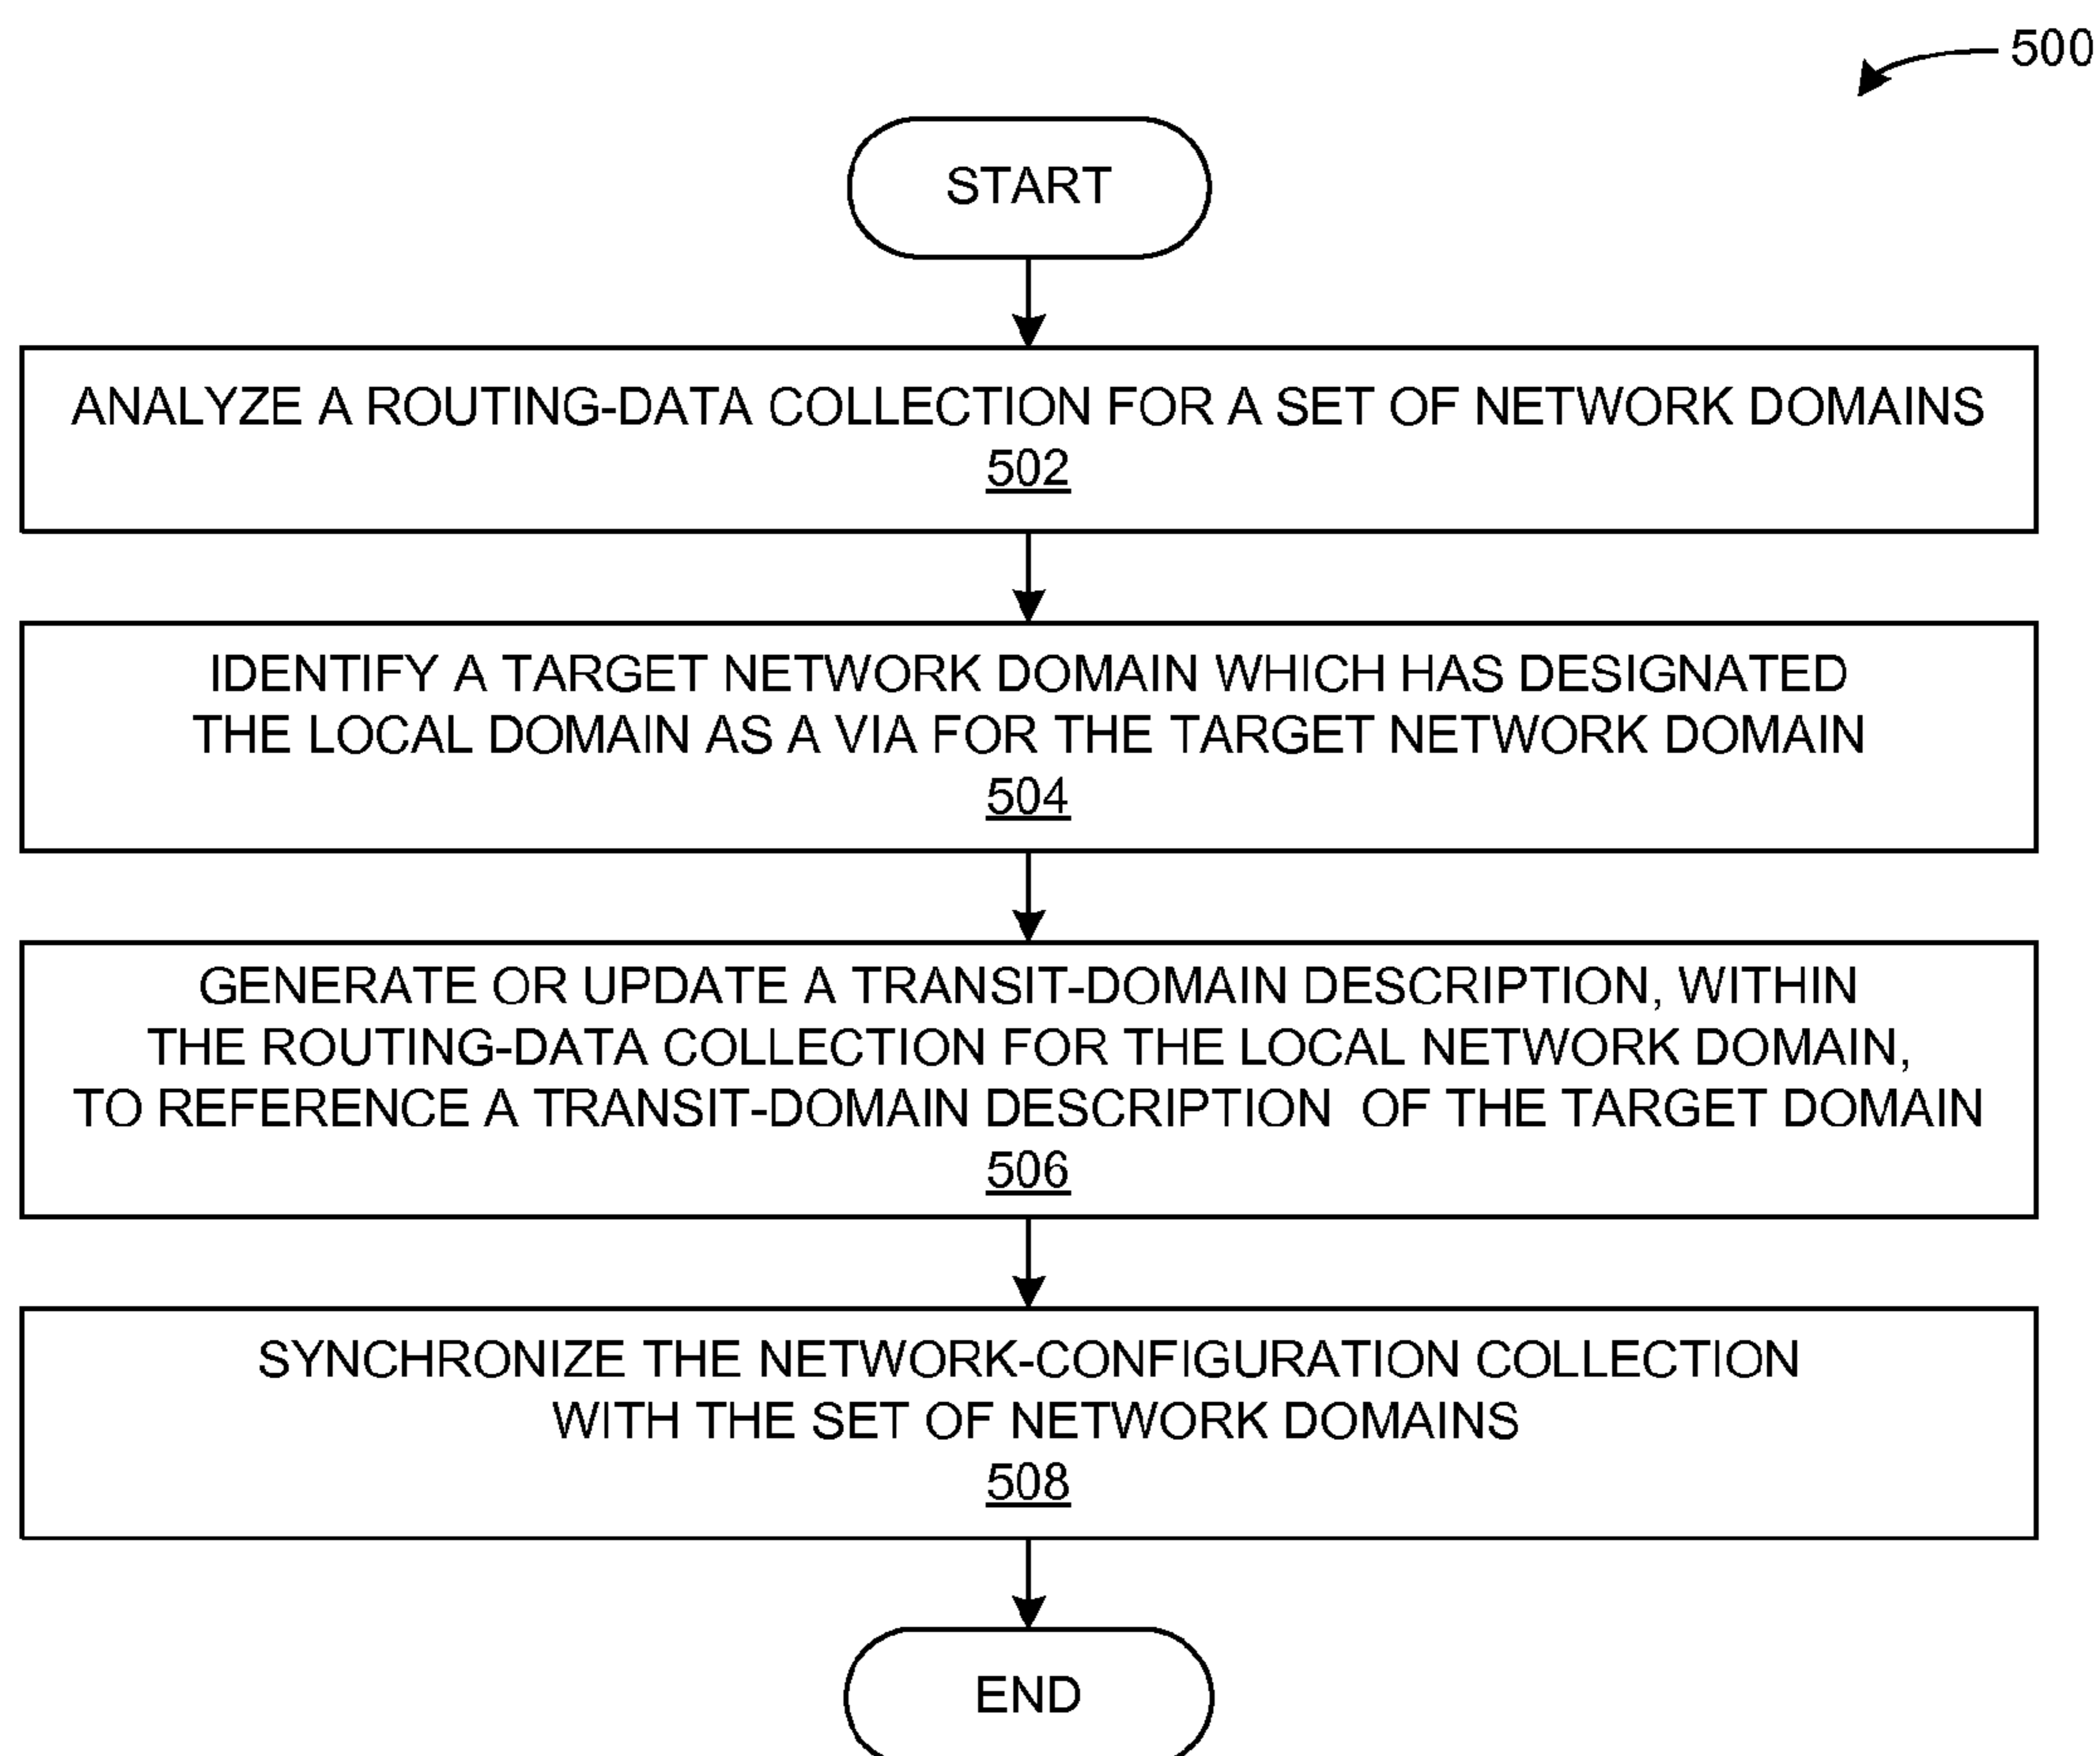 500
START
ANALYZE A ROUTING-DATA COLLECTION FOR A SET OF NETWORK DOMAINS
502
IDENTIFY A TARGET NETWORK DOMAIN WHICH HAS DESIGNATED
THE LOCAL DOMAIN AS A VIA FOR THE TARGET NETWORK DOMAIN
504
GENERATE OR UPDATE A TRANSIT-DOMAIN DESCRIPTION, WITHIN
THE ROUTING-DATA COLLECTION FOR THE LOCAL NETWORK DOMAIN,
TO REFERENCE A TRANSIT-DOMAIN DESCRIPTION OF THE TARGET DOMAIN
506
SYNCHRONIZE THE NETWORK-CONFIGURATION COLLECTION
WITH THE SET OF NETWORK DOMAINS
508
END